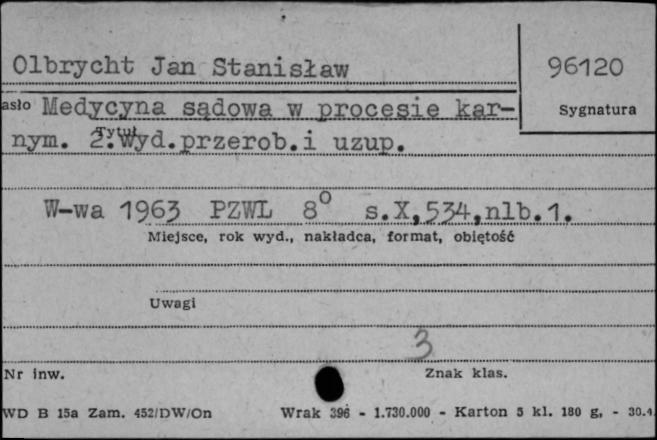 Olbrycht Jan Stanisław
96120
asło Medycyna sądowa w procesie kar-
Sygnatura
Tytuł
nym. 2.Wyd.przerob.i uzup.
W-wa 1963 PZWL 8° s.X,534,nlb.1.
Miejsce, rok wyd., nakładca, format, obiętość
Uwagi
3
Nr inw.
Znak klas.
WD B 15a Zam. 452/DW/On
Wrak 396 - 1.730.000 - Karton 5 kl. 180 g, - 30.4